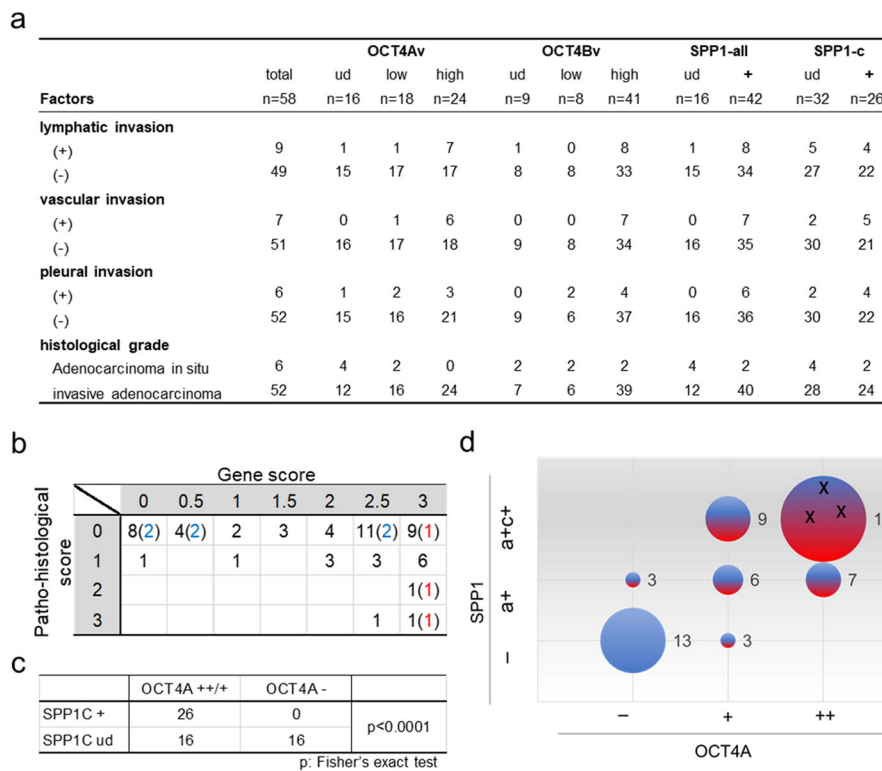 a
OCT4Av OCT4Bv SPP1-all SPP1-c
total ud low high ud low high ud + ud +
Factors n=58 n=16 n=18 n=24 n=9 n=8 n=41 n=16 n=42 n=32 n=26
lymphatic invasion
(+) 9 1 1 7 1 0 8 1 8 5 4
(-) 49 15 17 17 8 8 33 15 34 27 22
vascular invasion
(+) 7 0 1 6 0 0 7 0 7 2 5
(-) 51 16 17 18 9 8 34 16 35 30 21
pleural invasion
(+) 6 1 2 3 0 2 4 0 6 2 4
(-) 52 15 16 21 9 6 37 16 36 30 22
histological grade
Adenocarcinoma in situ 6 4 2 0 2 2 2 4 2 4 2
invasive adenocarcinoma 52 12 16 24 7 6 39 12 40 28 24
b
Gene score
0 0.5 1 1.5 2 2.5 3
Patho-histological
score
0 8(2) 4(2) 2 3 4 11(2) 9(1)
1 1 1 3 3 6
2 1(1)
3 1 1(1)
c
OCT4A ++/+ OCT4A -
SPP1C + 26 0
SPP1C ud 16 16
p<0.0001
p: Fisher's exact test
d
SPP1
a+c+
a+
–
X
X X
9 1
3 6 7
13 3
– + ++
OCT4A